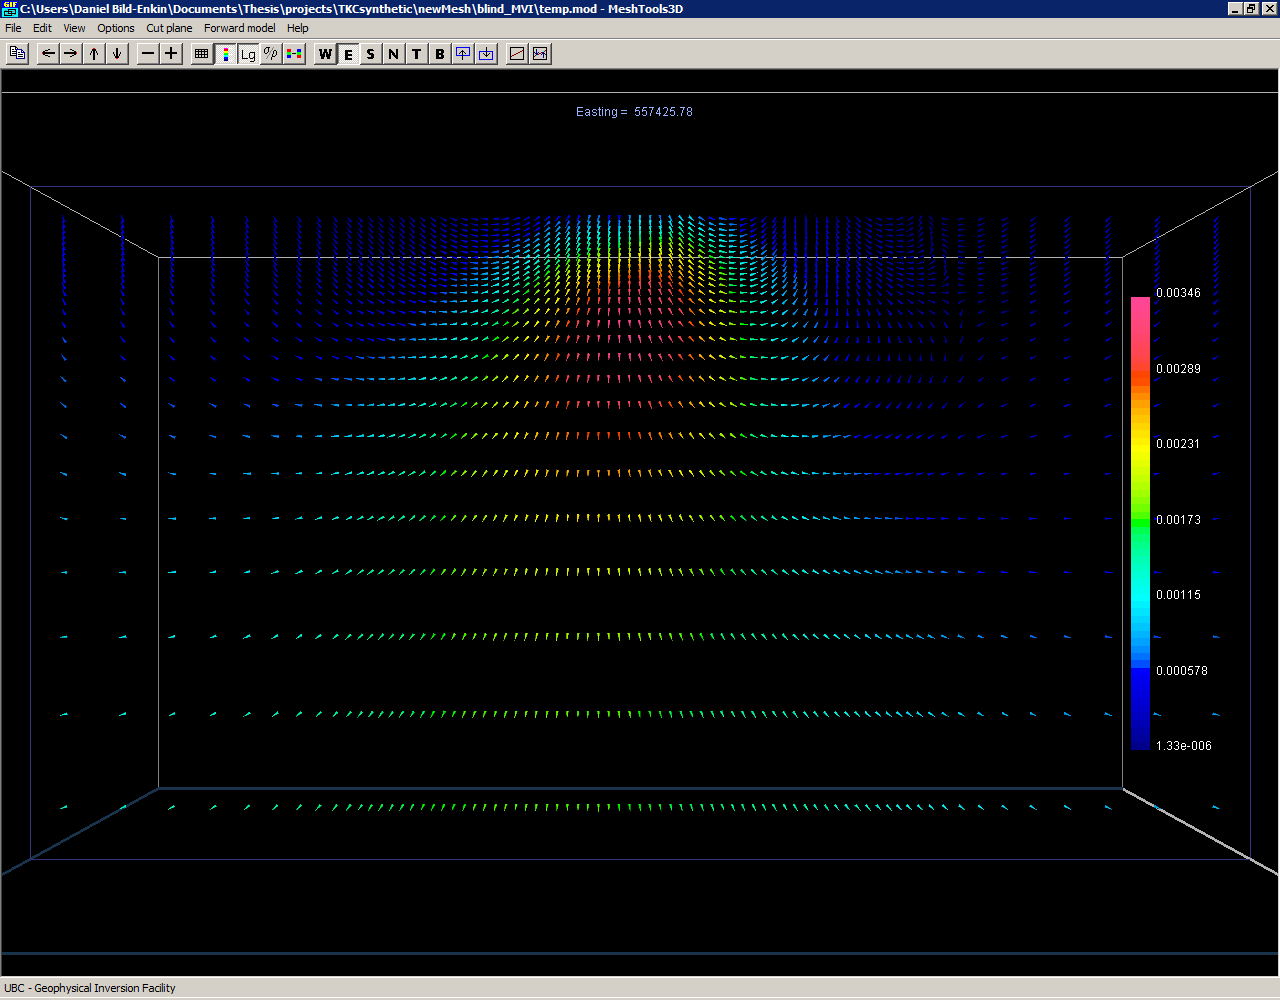 GIF
C:\Users\Daniel Bild-Enkin\Documents\Thesis\projects\TKCsynthetic\newMesh\blind_MVI\temp.mod - MeshTools3D
File Edit View Options Cut plane Forward model Help
Lg σ/ρ W E S N T B
Easting = 557425.78
0.00346
0.00289
0.00231
0.00173
0.00115
0.000578
1.33e-006
UBC - Geophysical Inversion Facility